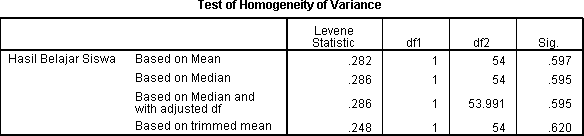 Test of Homogeneity of Variance
Levene Statistic df1 df2 Sig.
Hasil Belajar Siswa Based on Mean .282 1 54 .597
Based on Median .286 1 54 .595
Based on Median and with adjusted df .286 1 53.991 .595
Based on trimmed mean .248 1 54 .620